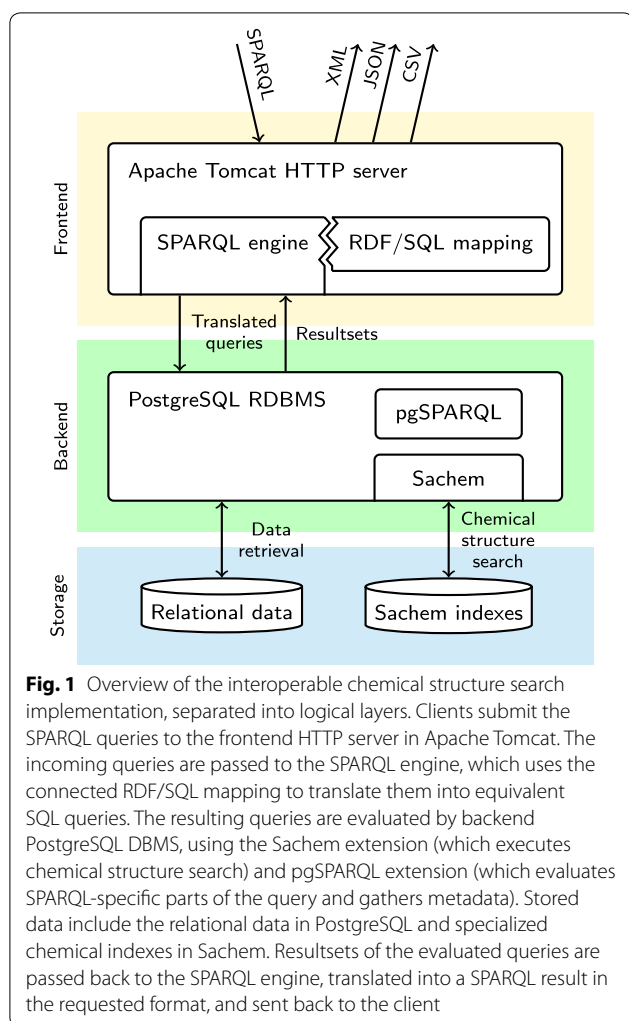 SPARQL
XML
JSON
CSV
Frontend
Apache Tomcat HTTP server
SPARQL engine
RDF/SQL mapping
Translated
queries
Resultsets
Backend
PostgreSQL RDBMS
pgSPARQL
Sachem
Data
retrieval
Chemical
structure
search
Storage
Relational data
Sachem indexes
Fig. 1 Overview of the interoperable chemical structure search
implementation, separated into logical layers. Clients submit the
SPARQL queries to the frontend HTTP server in Apache Tomcat. The
incoming queries are passed to the SPARQL engine, which uses the
connected RDF/SQL mapping to translate them into equivalent
SQL queries. The resulting queries are evaluated by backend
PostgreSQL DBMS, using the Sachem extension (which executes
chemical structure search) and pgSPARQL extension (which evaluates
SPARQL-specific parts of the query and gathers metadata). Stored
data include the relational data in PostgreSQL and specialized
chemical indexes in Sachem. Resultsets of the evaluated queries are
passed back to the SPARQL engine, translated into a SPARQL result in
the requested format, and sent back to the client